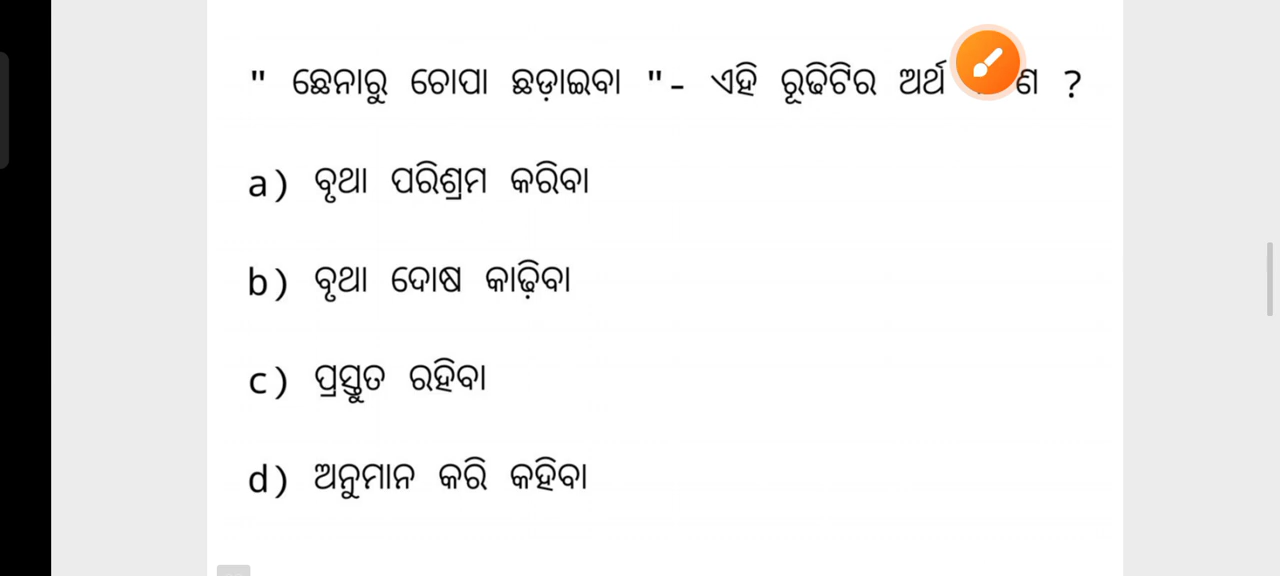 " ଛେନାରୁ ଚୋପା ଛଡ଼ାଇବା "- ଏହି ରୂଢିଟିର ଅର୍ଥ ?
a) ବୃଥା ପରିଶ୍ରମ କରିବା
b) ବୃଥା ଦୋଷ କାଢ଼ିବା
c) ପ୍ରସ୍ତୁତ ରହିବା
d) ଅନୁମାନ କରି କହିବା